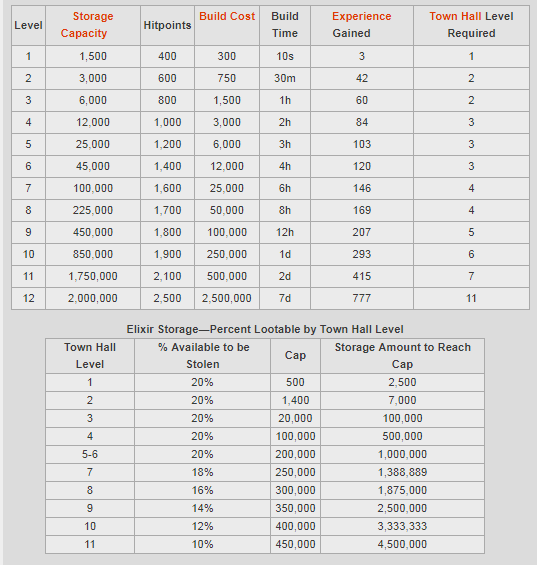 Level Storage Capacity Hitpoints Build Cost Build Time Experience Gained Town Hall Level Required
1 1,500 400 300 10s 3 1
2 3,000 600 750 30m 42 2
3 6,000 800 1,500 1h 60 2
4 12,000 1,000 3,000 2h 84 3
5 25,000 1,200 6,000 3h 103 3
6 45,000 1,400 12,000 4h 120 3
7 100,000 1,600 25,000 6h 146 4
8 225,000 1,700 50,000 8h 169 4
9 450,000 1,800 100,000 12h 207 5
10 850,000 1,900 250,000 1d 293 6
11 1,750,000 2,100 500,000 2d 415 7
12 2,000,000 2,500 2,500,000 7d 777 11
Elixir Storage—Percent Lootable by Town Hall Level
Town Hall Level % Available to be Stolen Cap Storage Amount to Reach Cap
1 20% 500 2,500
2 20% 1,400 7,000
3 20% 20,000 100,000
4 20% 100,000 500,000
5-6 20% 200,000 1,000,000
7 18% 250,000 1,388,889
8 16% 300,000 1,875,000
9 14% 350,000 2,500,000
10 12% 400,000 3,333,333
11 10% 450,000 4,500,000